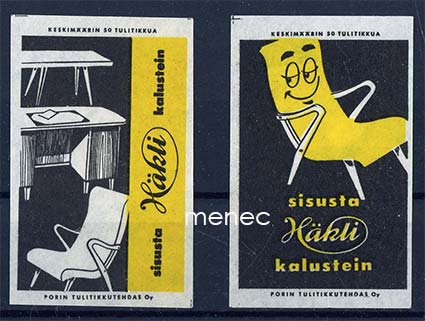 KESKIMÄÄRIN 50 TULITIKKUA
sisusta Häkli kalustein
PORIN TULITIKKUTEHDAS Oy
KESKIMÄÄRIN 50 TULITIKKUA
sisusta
Häkli
kalustein
PORIN TULITIKKUTEHDAS Oy
menec